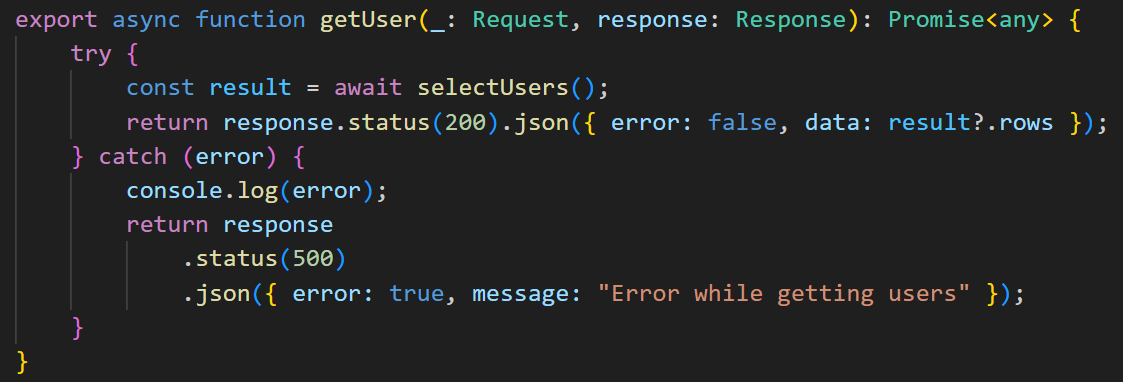 export async function getUser(_: Request, response: Response): Promise<any> {
    try {
        const result = await selectUsers();
        return response.status(200).json({ error: false, data: result?.rows });
    } catch (error) {
        console.log(error);
        return response
            .status(500)
            .json({ error: true, message: "Error while getting users" });
    }
}